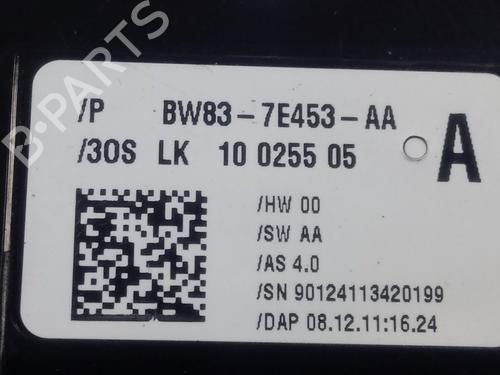 /P BW83-7E453-AA
/30S LK 10 0255 05
A
/HW 00
/SW AA
/AS 4.0
/SN 90124113420199
/DAP 08.12.11:16.24
B-PARTS